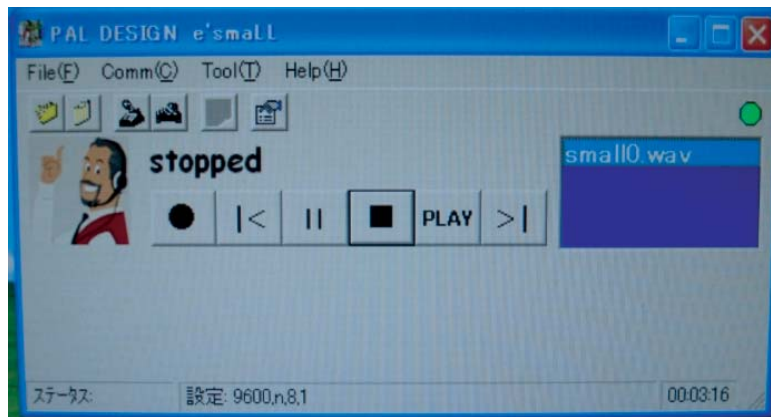 PAL DESIGN e'smaLL
File(F) Comm(C) Tool(T) Help(H)
stopped
small0.wav
|< II ■ PLAY >|
ｽﾃｰﾀｽ: 設定: 9600,n,8,1 00:03:16